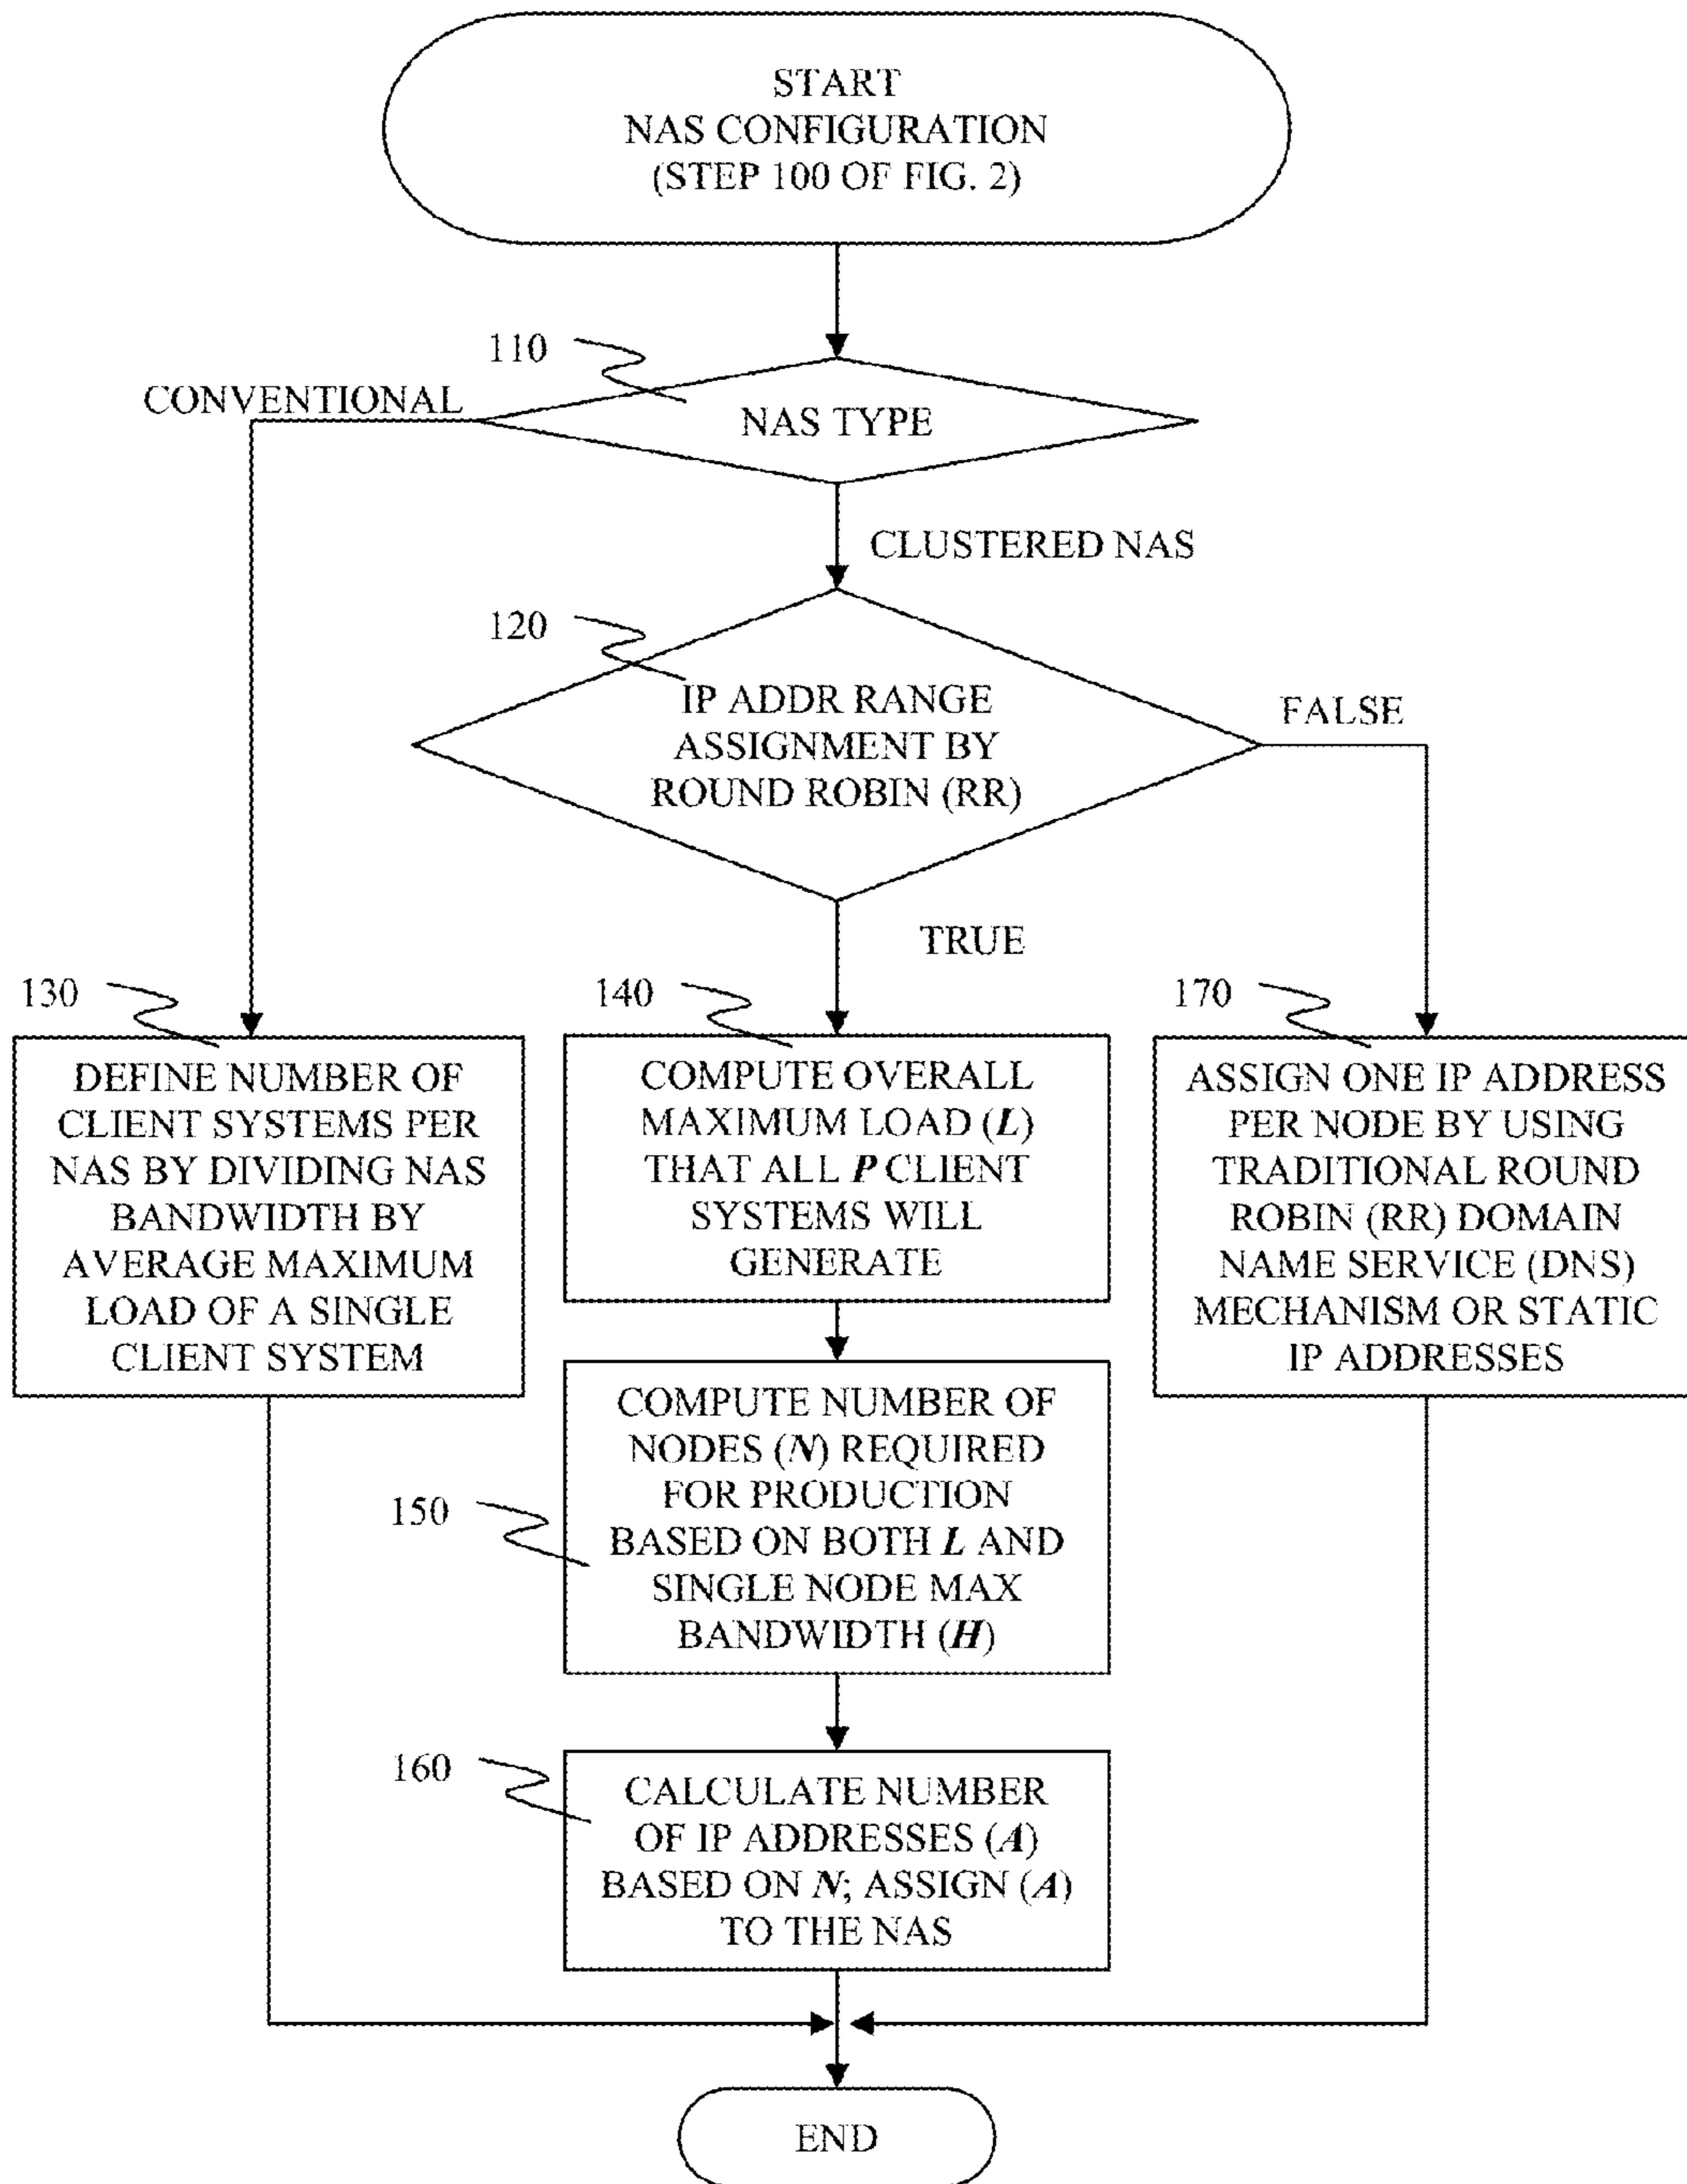 START
NAS CONFIGURATION
(STEP 100 OF FIG. 2)
110
CONVENTIONAL
NAS TYPE
CLUSTERED NAS
120
IP ADDR RANGE
ASSIGNMENT BY
ROUND ROBIN (RR)
FALSE
TRUE
130
DEFINE NUMBER OF
CLIENT SYSTEMS PER
NAS BY DIVIDING NAS
BANDWIDTH BY
AVERAGE MAXIMUM
LOAD OF A SINGLE
CLIENT SYSTEM
140
COMPUTE OVERALL
MAXIMUM LOAD (L)
THAT ALL P CLIENT
SYSTEMS WILL
GENERATE
170
ASSIGN ONE IP ADDRESS
PER NODE BY USING
TRADITIONAL ROUND
ROBIN (RR) DOMAIN
NAME SERVICE (DNS)
MECHANISM OR STATIC
IP ADDRESSES
150
COMPUTE NUMBER OF
NODES (N) REQUIRED
FOR PRODUCTION
BASED ON BOTH L AND
SINGLE NODE MAX
BANDWIDTH (H)
160
CALCULATE NUMBER
OF IP ADDRESSES (A)
BASED ON N; ASSIGN (A)
TO THE NAS
END